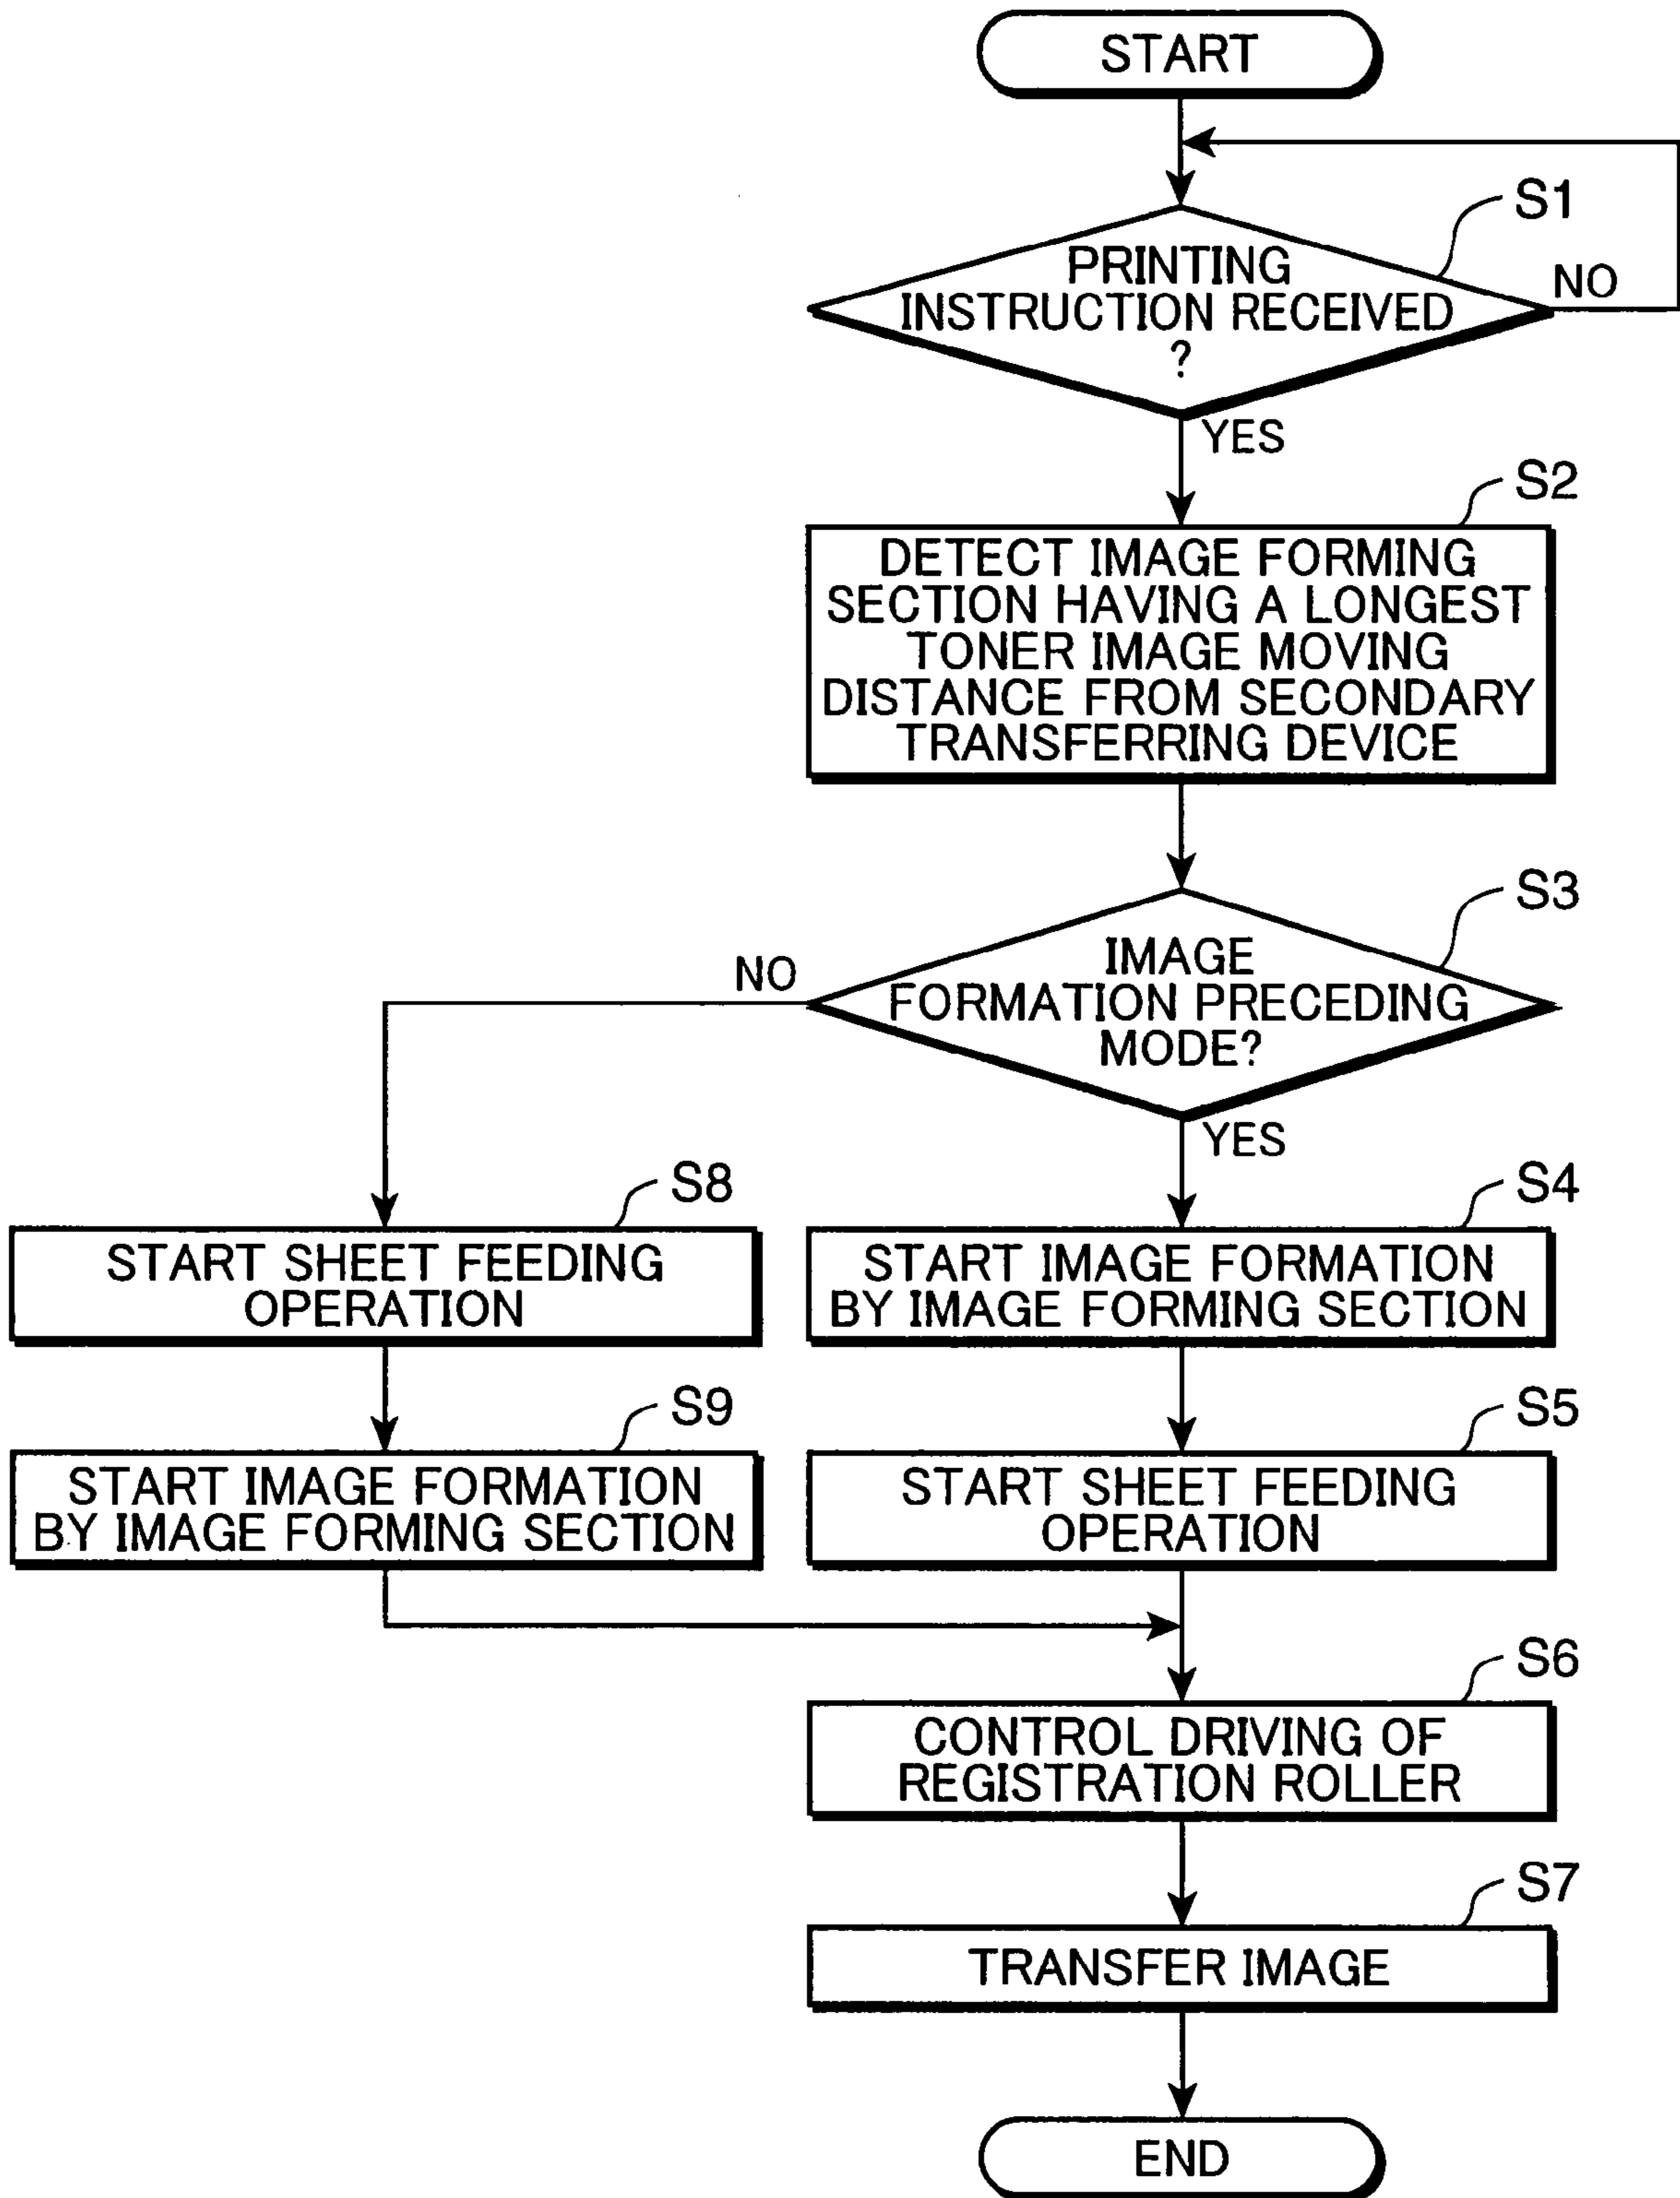 START
S1
PRINTING
INSTRUCTION RECEIVED
?
NO
YES
S2
DETECT IMAGE FORMING
SECTION HAVING A LONGEST
TONER IMAGE MOVING
DISTANCE FROM SECONDARY
TRANSFERRING DEVICE
S3
IMAGE
FORMATION PRECEDING
MODE?
NO
YES
S8
START SHEET FEEDING
OPERATION
S4
START IMAGE FORMATION
BY IMAGE FORMING SECTION
S9
START IMAGE FORMATION
BY IMAGE FORMING SECTION
S5
START SHEET FEEDING
OPERATION
S6
CONTROL DRIVING OF
REGISTRATION ROLLER
S7
TRANSFER IMAGE
END